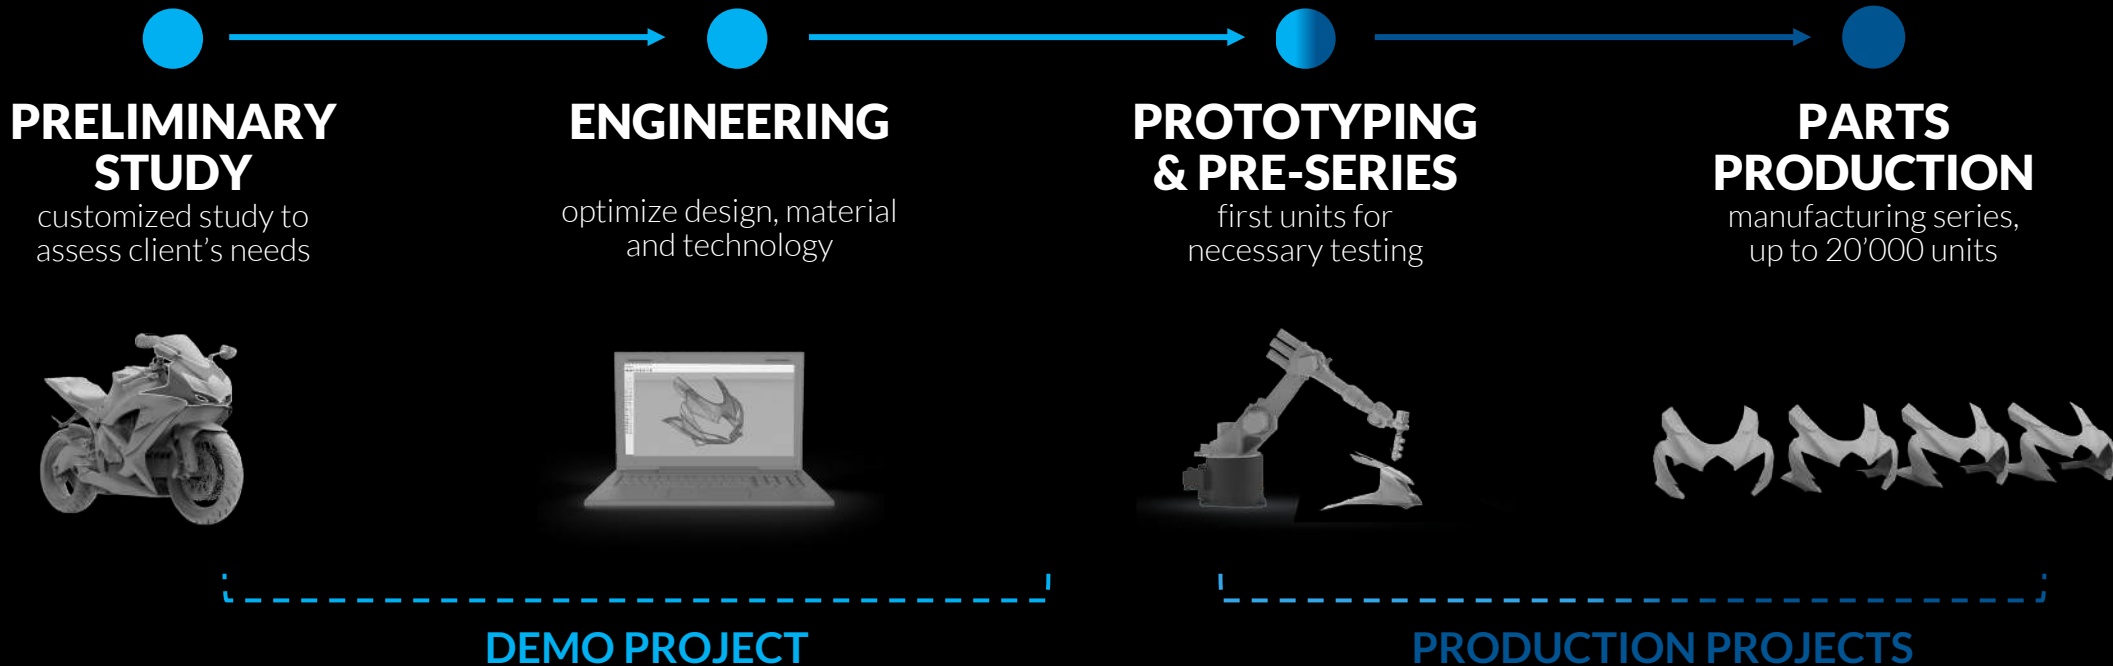 PRELIMINARY
STUDY
customized study to
assess client's needs
ENGINEERING
optimize design, material
and technology
PROTOTYPING
& PRE-SERIES
first units for
necessary testing
PARTS
PRODUCTION
manufacturing series,
up to 20'000 units
DEMO PROJECT
PRODUCTION PROJECTS